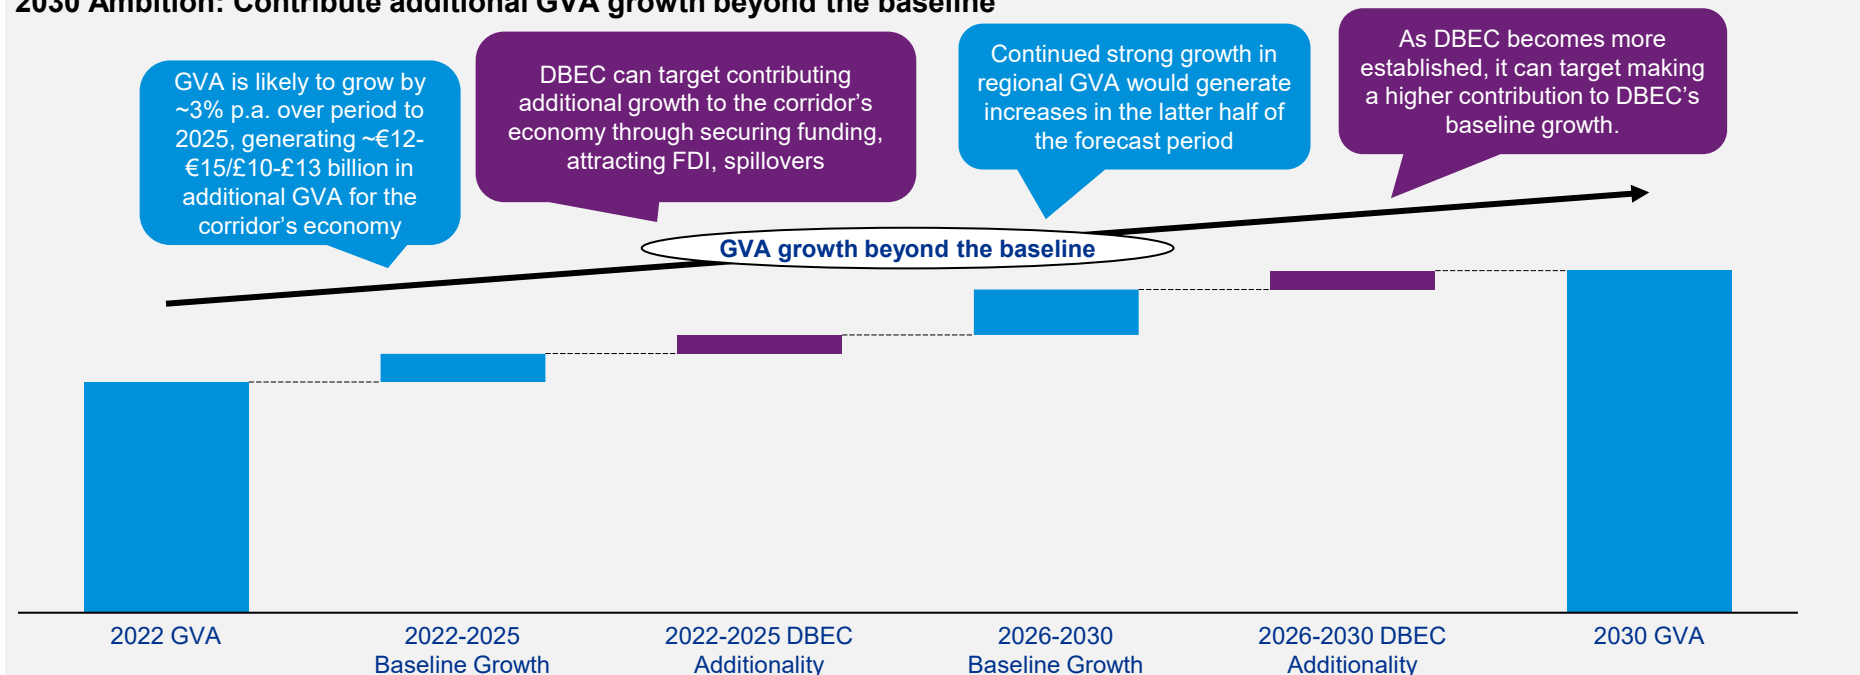 2030 Ambition: Contribute additional GVA growth beyond the baseline
GVA is likely to grow by
~3% p.a. over period to
2025, generating ~€12-
€15/£10-£13 billion in
additional GVA for the
corridor’s economy
DBEC can target contributing
additional growth to the corridor’s
economy through securing funding,
attracting FDI, spillovers
Continued strong growth in
regional GVA would generate
increases in the latter half of
the forecast period
As DBEC becomes more
established, it can target making
a higher contribution to DBEC’s
baseline growth.
GVA growth beyond the baseline
2022 GVA
2022-2025
Baseline Growth
2022-2025 DBEC
Additionality
2026-2030
Baseline Growth
2026-2030 DBEC
Additionality
2030 GVA